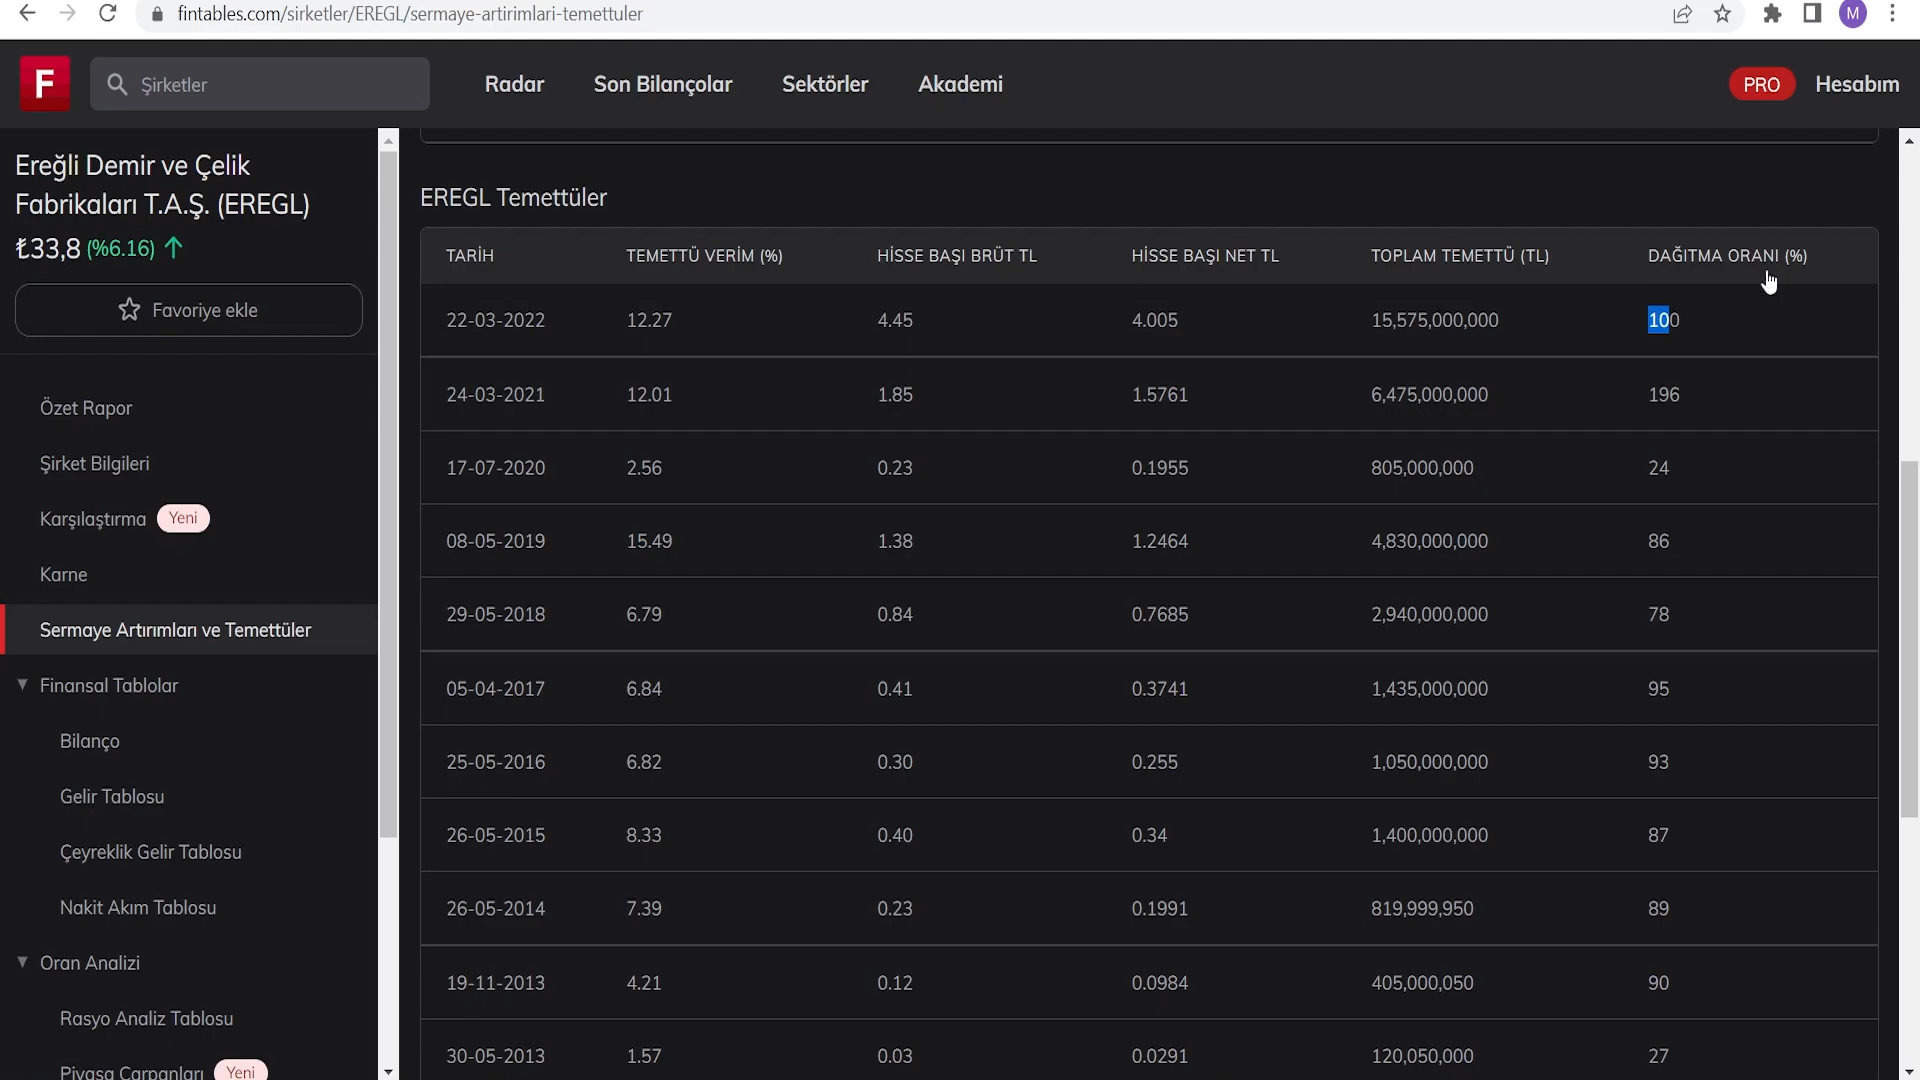 fintables.com/sirketler/EREGL/sermaye-artirimlari-temettuler
M
F
Şirketler
Radar
Son Bilançolar
Sektörler
Akademi
PRO
Hesabım
Ereğli Demir ve Çelik
Fabrikaları T.A.Ş. (EREGL)
₺33,8 (%6.16)
Favoriye ekle
Özet Rapor
Şirket Bilgileri
Karşılaştırma Yeni
Karne
Sermaye Artırımları ve Temettüler
Finansal Tablolar
Bilanço
Gelir Tablosu
Çeyreklik Gelir Tablosu
Nakit Akım Tablosu
Oran Analizi
Rasyo Analiz Tablosu
Piyasa Çarpanları Yeni
EREGL Temettüler
TARİH TEMETTÜ VERİM (%) HİSSE BAŞI BRÜT TL HİSSE BAŞI NET TL TOPLAM TEMETTÜ (TL) DAĞITMA ORANI (%)
22-03-2022 12.27 4.45 4.005 15,575,000,000 100
24-03-2021 12.01 1.85 1.5761 6,475,000,000 196
17-07-2020 2.56 0.23 0.1955 805,000,000 24
08-05-2019 15.49 1.38 1.2464 4,830,000,000 86
29-05-2018 6.79 0.84 0.7685 2,940,000,000 78
05-04-2017 6.84 0.41 0.3741 1,435,000,000 95
25-05-2016 6.82 0.30 0.255 1,050,000,000 93
26-05-2015 8.33 0.40 0.34 1,400,000,000 87
26-05-2014 7.39 0.23 0.1991 819,999,950 89
19-11-2013 4.21 0.12 0.0984 405,000,050 90
30-05-2013 1.57 0.03 0.0291 120,050,000 27